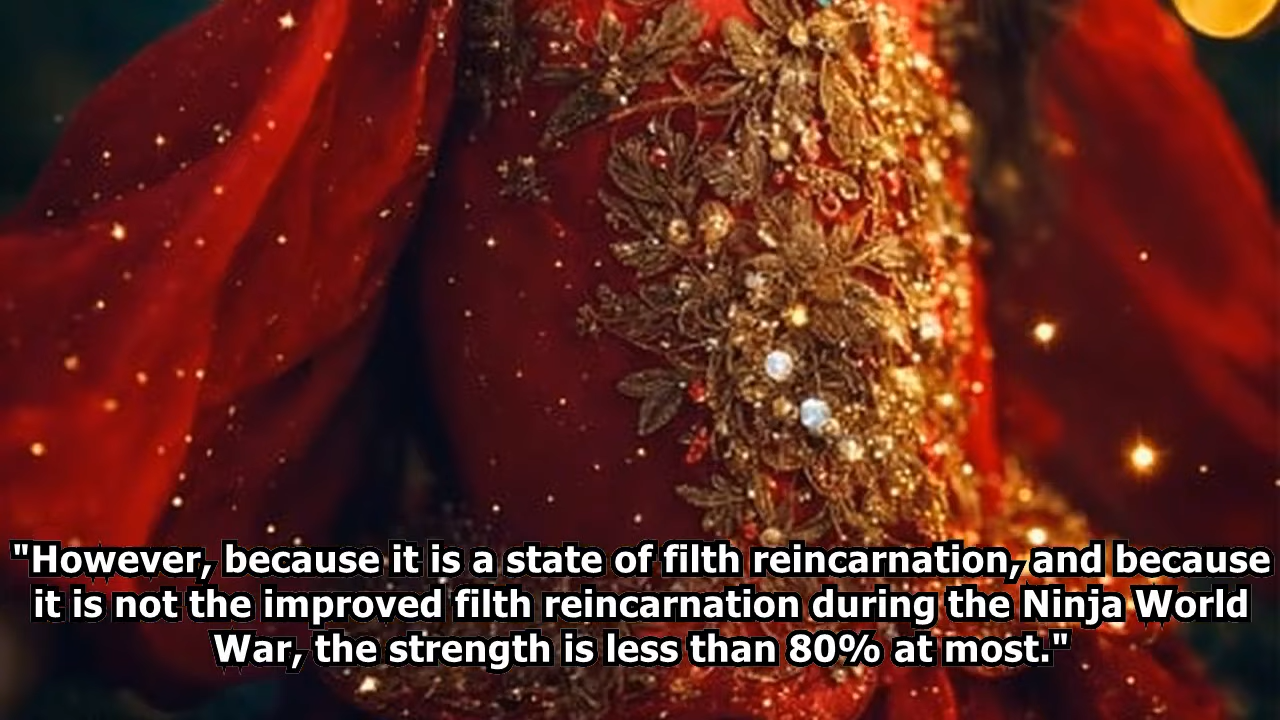 "However, because it is a state of filth reincarnation, and because
it is not the improved filth reincarnation during the Ninja World
War, the strength is less than 80% at most."